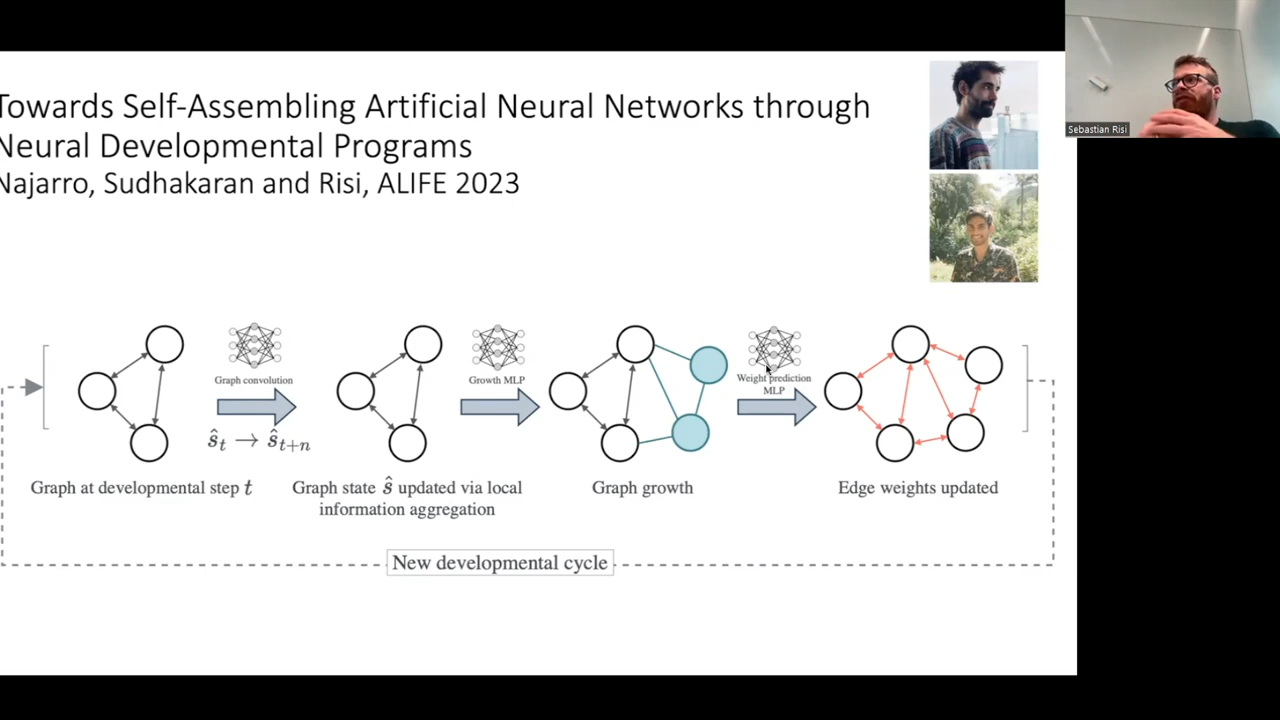 Towards Self-Assembling Artificial Neural Networks through
Neural Developmental Programs
Najarro, Sudhakaran and Risi, ALIFE 2023
Sebastian Risi
Graph convolution
Growth MLP
Weight prediction
MLP
ŝt → ŝt+n
Graph at developmental step t
Graph state ŝ updated via local
information aggregation
Graph growth
Edge weights updated
New developmental cycle